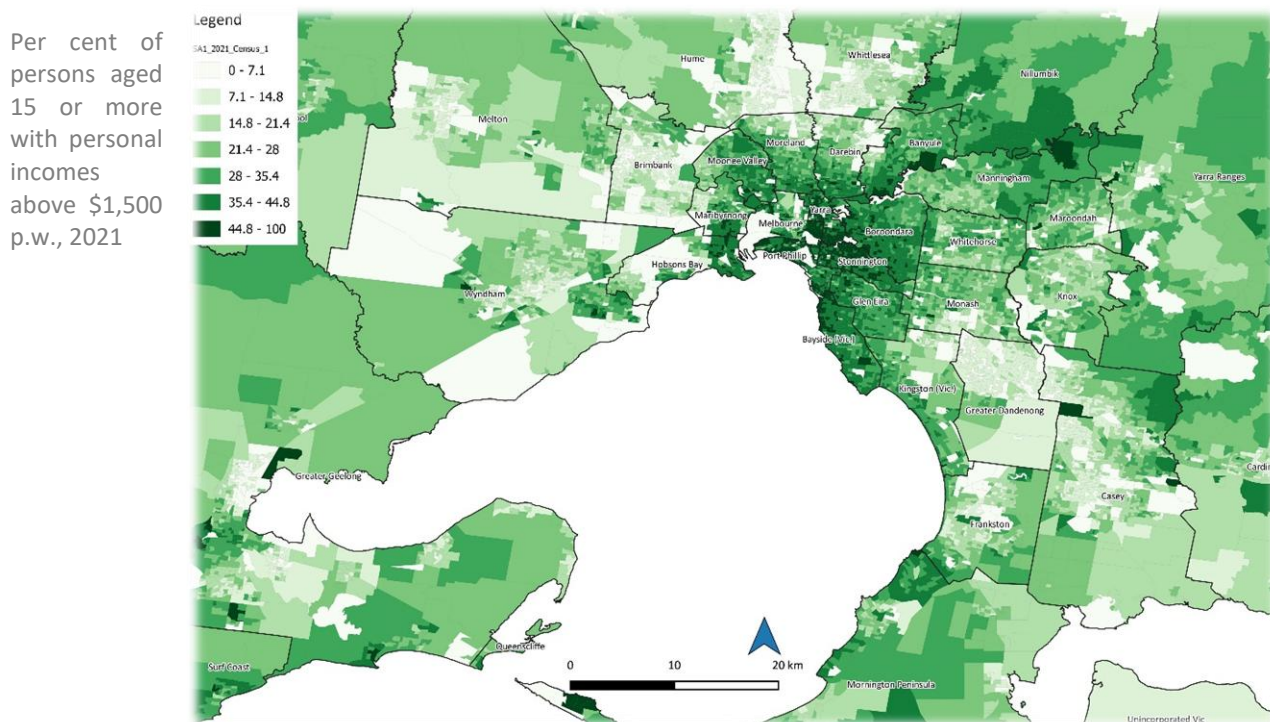 Per cent of
persons aged
15 or more
with personal
incomes
above $1,500
p.w., 2021
Legend
SA1_2021_Census_1
0 - 7.1
7.1 - 14.8
14.8 - 21.4
21.4 - 28
28 - 35.4
35.4 - 44.8
44.8 - 100
Hume
Whittlesea
Nillumbik
Melton
Brimbank
Moonee Valley
Moreland
Darebin
Banyule
Manningham
Yarra Ranges
Maribyrnong
Melbourne
Yarra
Boroondara
Maroondah
Whitehorse
Hobsons Bay
Port Phillip
Stonnington
Wyndham
Glen Eira
Monash
Knox
Bayside (Vic.)
Kingston (Vic.)
Greater Dandenong
Greater Geelong
Casey
Cardin
Frankston
Queenscliffe
0 10 20 km
Surf Coast
Mornington Peninsula
Unincorporated Vic